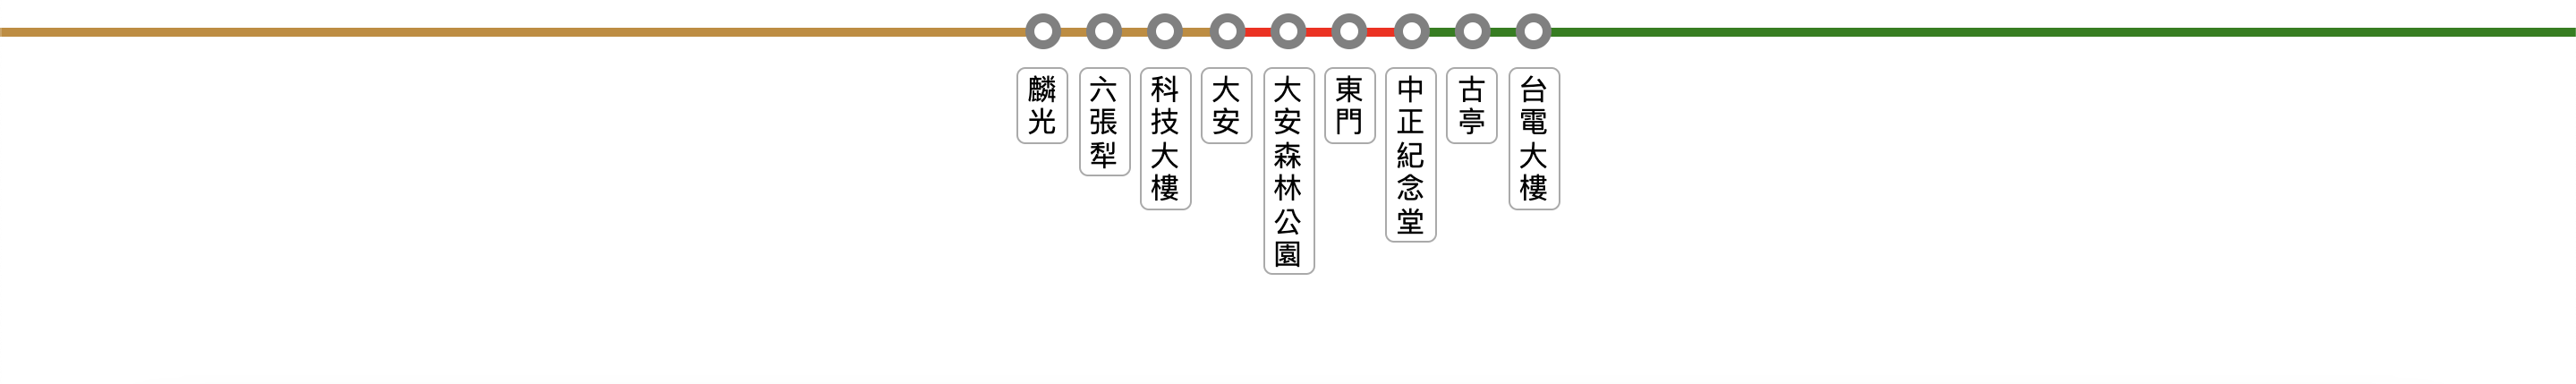 麟光
六張犁
科技大樓
大安
大安森林公園
東門
中正紀念堂
古亭
台電大樓